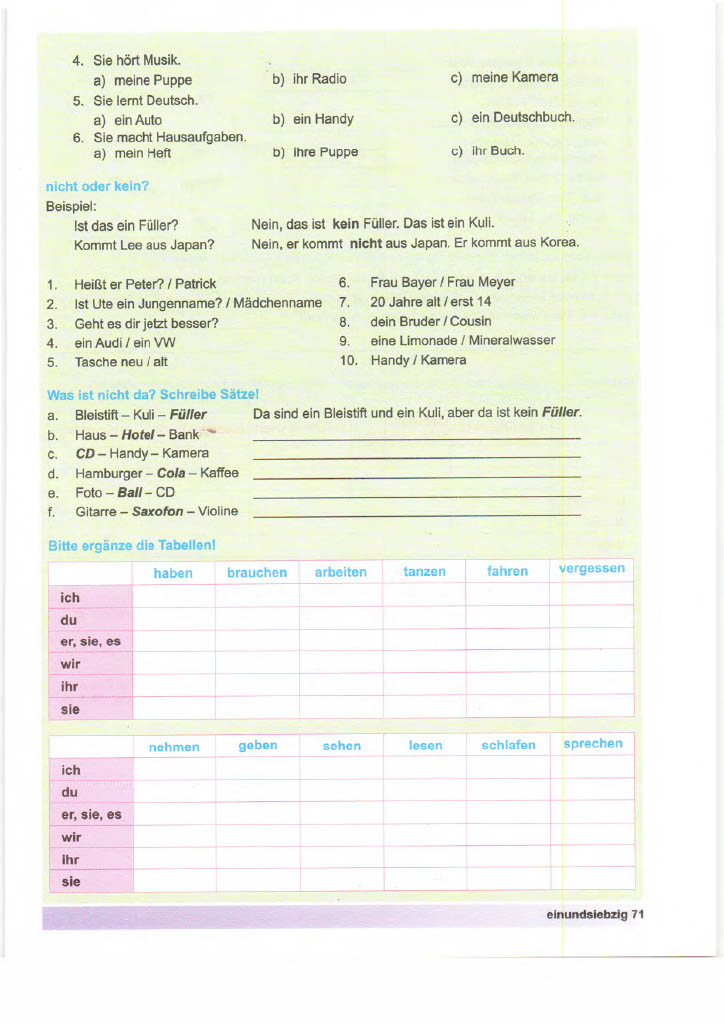 4. Sie hört Musik.
a) meine Puppe b) ihr Radio c) meine Kamera
5. Sie lernt Deutsch.
a) ein Auto b) ein Handy c) ein Deutschbuch.
6. Sie macht Hausaufgaben.
a) mein Heft b) ihre Puppe c) ihr Buch.
nicht oder kein?
Beispiel:
Ist das ein Füller? Nein, das ist kein Füller. Das ist ein Kuli.
Kommt Lee aus Japan? Nein, er kommt nicht aus Japan. Er kommt aus Korea.
1. Heißt er Peter? / Patrick 6. Frau Bayer / Frau Meyer
2. Ist Ute ein Jungenname? / Mädchenname 7. 20 Jahre alt / erst 14
3. Geht es dir jetzt besser? 8. dein Bruder / Cousin
4. ein Audi / ein VW 9. eine Limonade / Mineralwasser
5. Tasche neu / alt 10. Handy / Kamera
Was ist nicht da? Schreibe Sätze!
a. Bleistift – Kuli – Füller Da sind ein Bleistift und ein Kuli, aber da ist kein Füller.
b. Haus – Hotel – Bank
c. CD – Handy – Kamera
d. Hamburger – Cola – Kaffee
e. Foto – Ball – CD
f. Gitarre – Saxofon – Violine
Bitte ergänze die Tabellen!
haben brauchen arbeiten tanzen fahren vergessen
ich
du
er, sie, es
wir
ihr
sie
nehmen geben sehen lesen schlafen sprechen
ich
du
er, sie, es
wir
ihr
sie
einundsiebzig 71